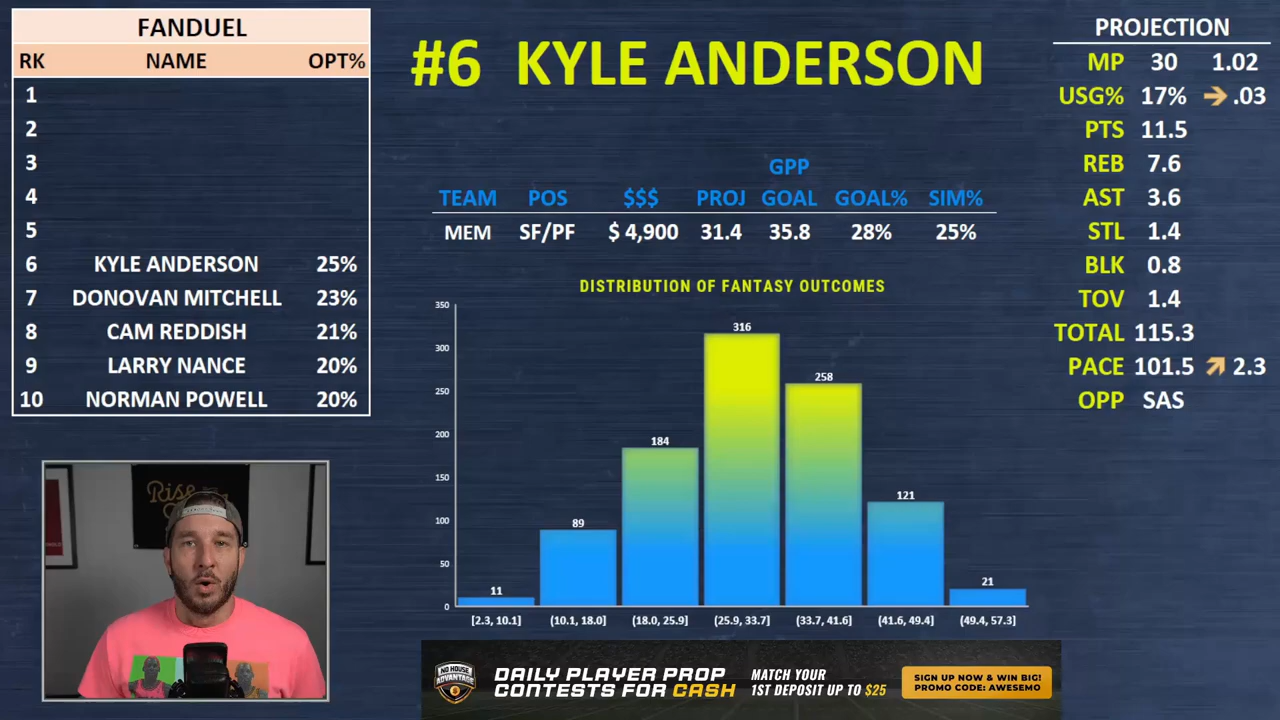 FANDUEL
RK NAME OPT%
1
2
3
4
5
6 KYLE ANDERSON 25%
7 DONOVAN MITCHELL 23%
8 CAM REDDISH 21%
9 LARRY NANCE 20%
10 NORMAN POWELL 20%
#6 KYLE ANDERSON
GPP
TEAM POS $$$ PROJ GOAL GOAL% SIM%
MEM SF/PF $ 4,900 31.4 35.8 28% 25%
DISTRIBUTION OF FANTASY OUTCOMES
350
300
250
200
150
100
50
0
11
89
184
316
258
121
21
[2.3, 10.1] (10.1, 18.0] (18.0, 25.9] (25.9, 33.7] (33.7, 41.6] (41.6, 49.4] (49.4, 57.3]
PROJECTION
MP 30 1.02
USG% 17% .03
PTS 11.5
REB 7.6
AST 3.6
STL 1.4
BLK 0.8
TOV 1.4
TOTAL 115.3
PACE 101.5 2.3
OPP SAS
Rise
NO HOUSE
ADVANTAGE
DAILY PLAYER PROP
CONTESTS FOR CASH
MATCH YOUR
1ST DEPOSIT UP TO $25
SIGN UP NOW & WIN BIG!
PROMO CODE: AWESEMO